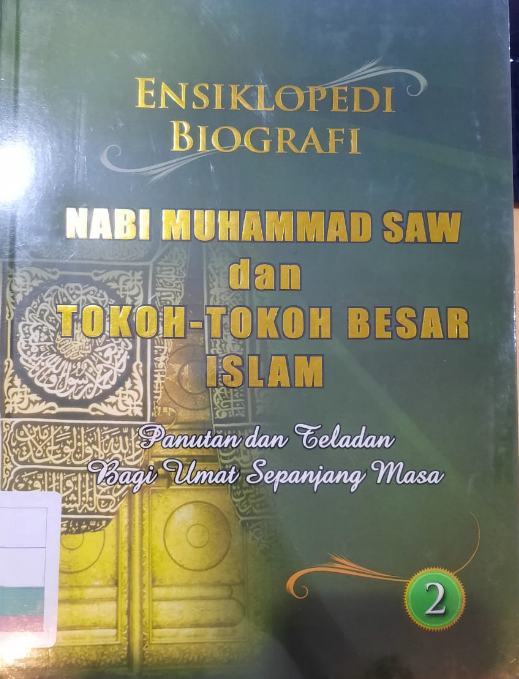 ENSIKLOPEDI
BIOGRAFI
NABI MUHAMMAD SAW
dan
TOKOH-TOKOH BESAR
ISLAM
Panutan dan Teladan
Bagi Umat Sepanjang Masa
2